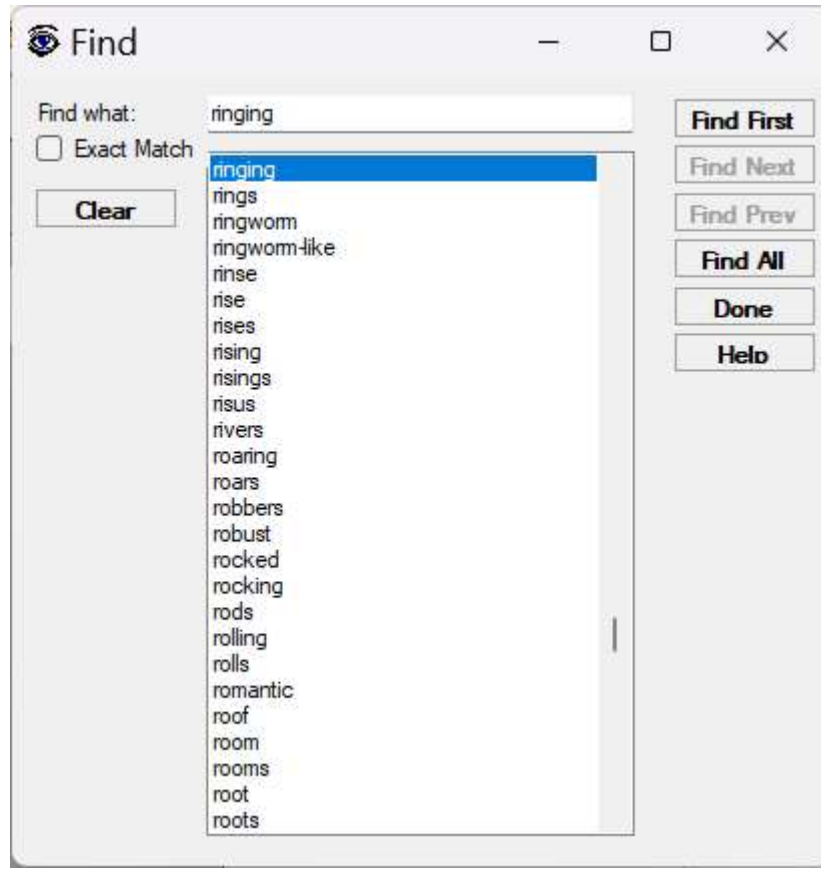 Find
Find what:
ringing
Exact Match
Clear
ringing
rings
ringworm
ringworm-like
rinse
rise
rises
rising
risings
risus
rivers
roaring
roars
robbers
robust
rocked
rocking
rods
rolling
rolls
romantic
roof
room
rooms
root
roots
Find First
Find Next
Find Prev
Find All
Done
Help